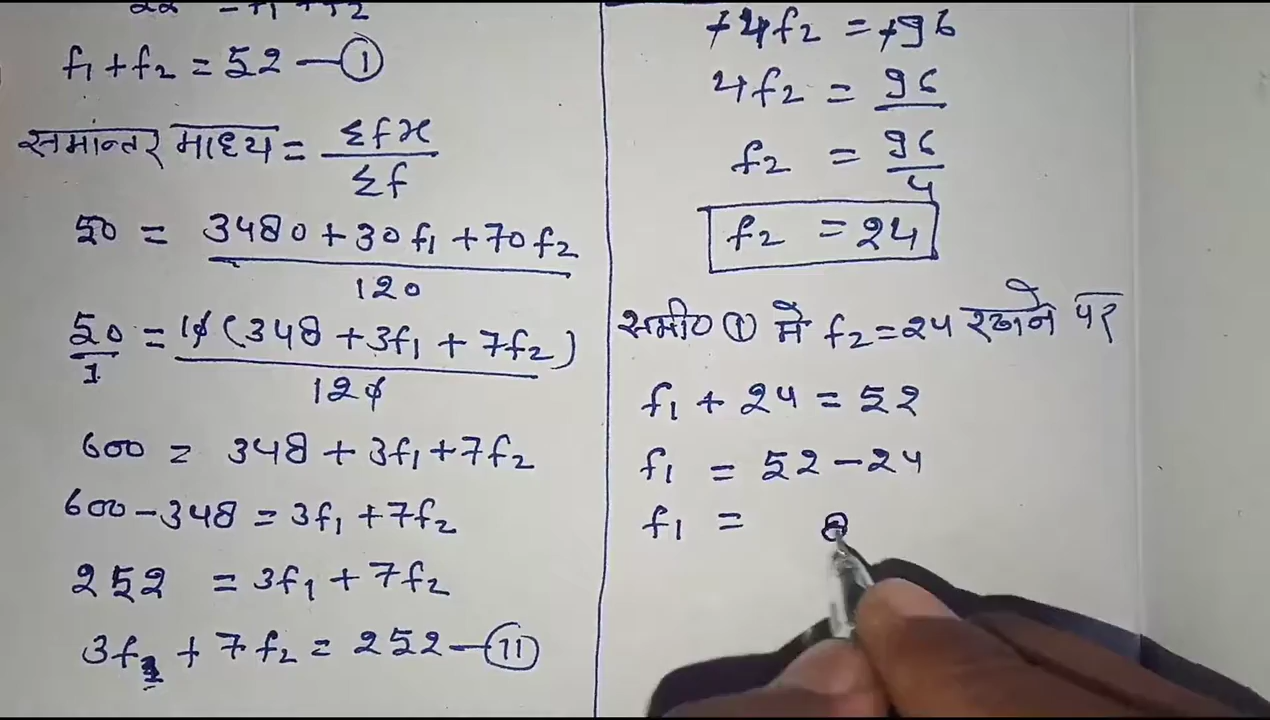 f₁ + f₂ = 52 — ①
समांन्तर माध्य = Σfx / Σf
50 = 3480 + 30f₁ + 70f₂ / 120
50/1 = 10 (348 + 3f₁ + 7f₂) / 120
600 = 348 + 3f₁ + 7f₂
600 - 348 = 3f₁ + 7f₂
252 = 3f₁ + 7f₂
3f₁ + 7f₂ = 252 — ⑪
+4f₂ = +96
4f₂ = 96
f₂ = 96 / 4
f₂ = 24
समी० ① मे f₂ = 24 रखने पर
f₁ + 24 = 52
f₁ = 52 - 24
f₁ = 8